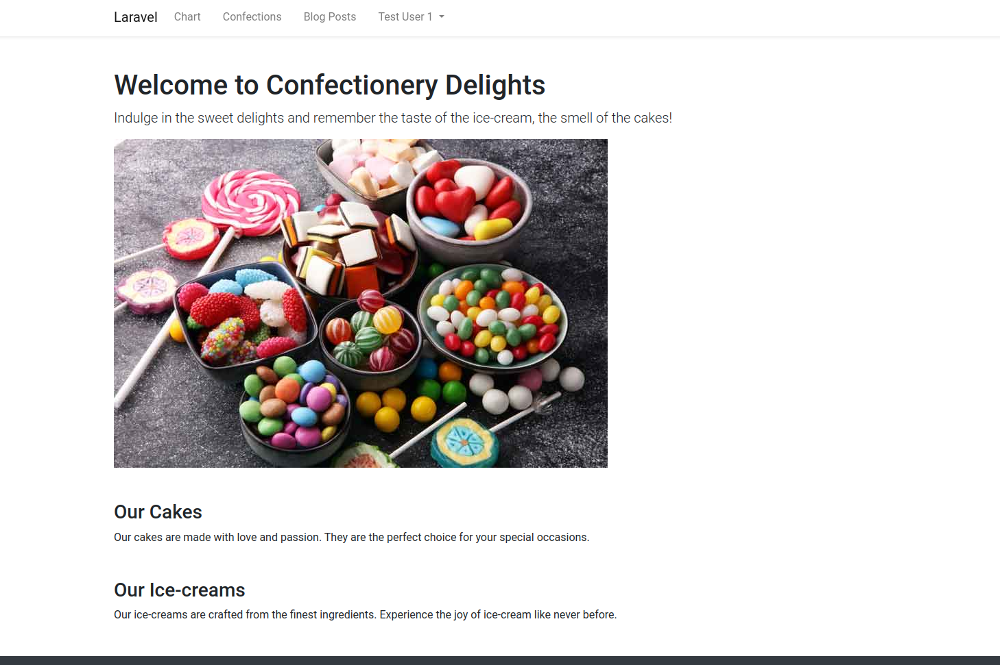 Laravel Chart Confections Blog Posts Test User 1
Welcome to Confectionery Delights
Indulge in the sweet delights and remember the taste of the ice-cream, the smell of the cakes!
Our Cakes
Our cakes are made with love and passion. They are the perfect choice for your special occasions.
Our Ice-creams
Our ice-creams are crafted from the finest ingredients. Experience the joy of ice-cream like never before.